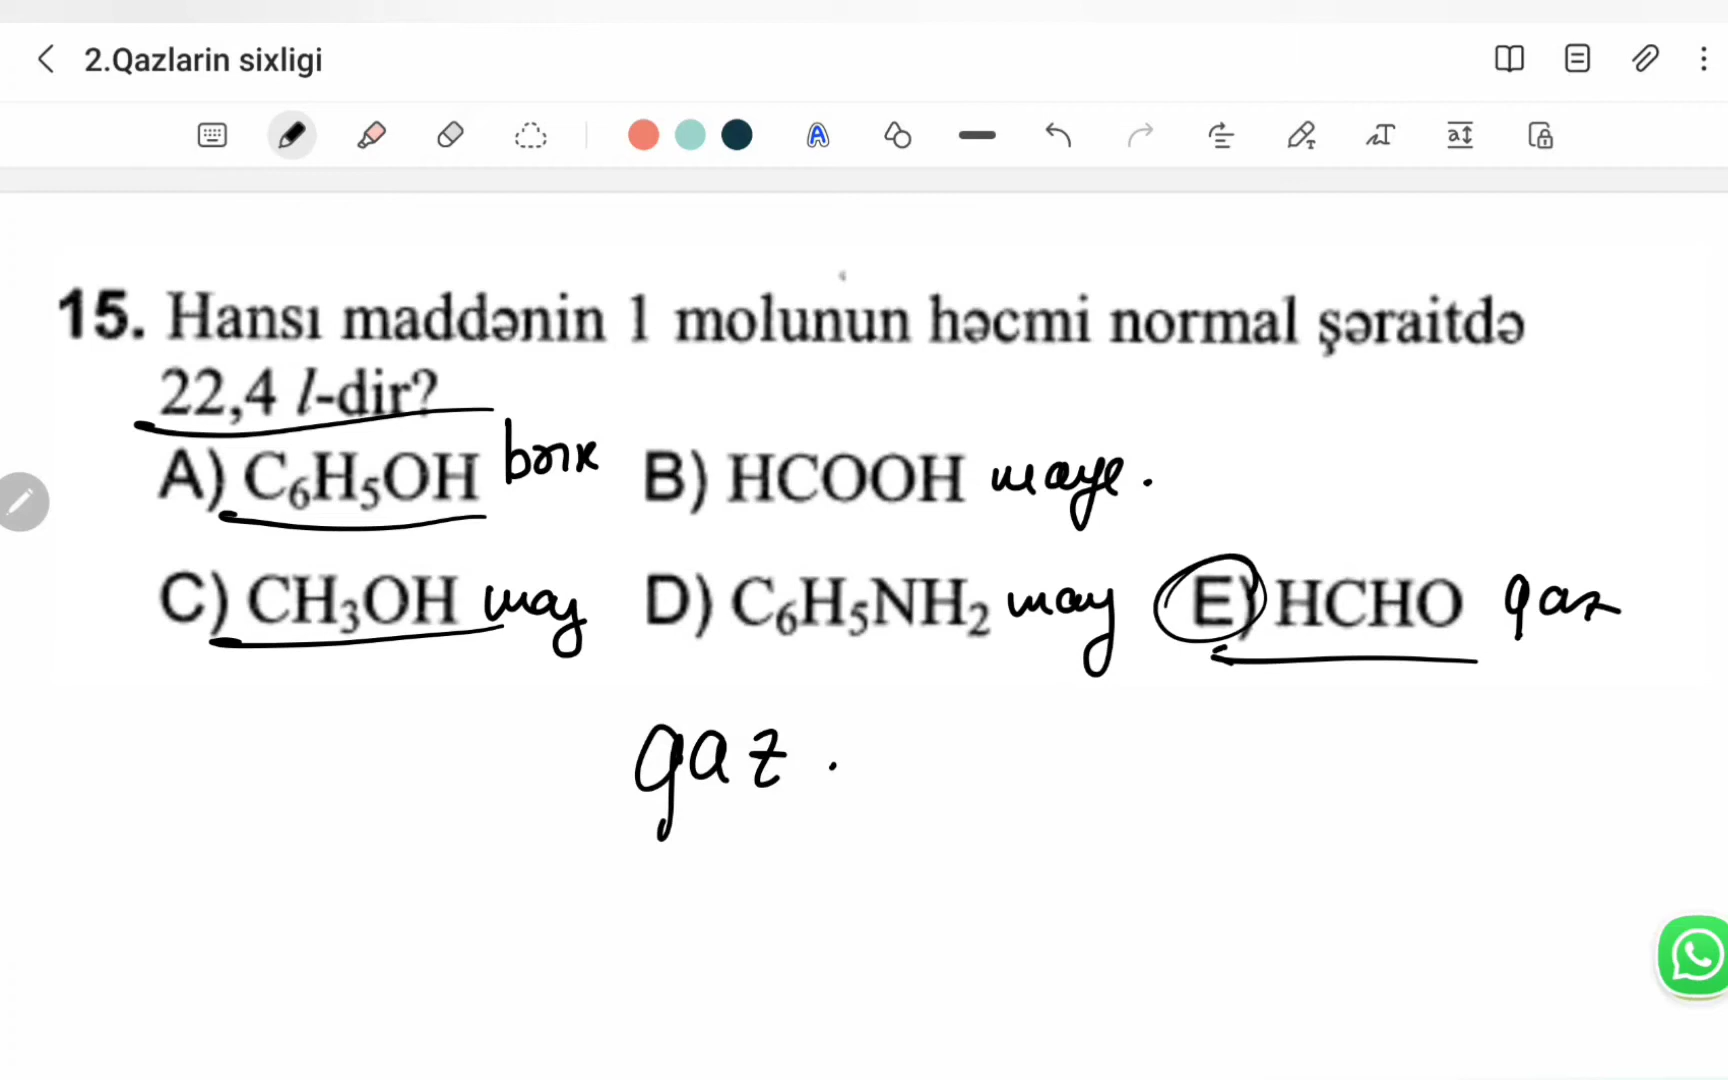 2.Qazlarin sixligi
15. Hansı maddənin 1 molunun həcmi normal şəraitdə
22,4 l-dir?
A) C₆H₅OH bərk B) HCOOH maye.
C) CH₃OH may D) C₆H₅NH₂ may E) HCHO qaz
qaz.